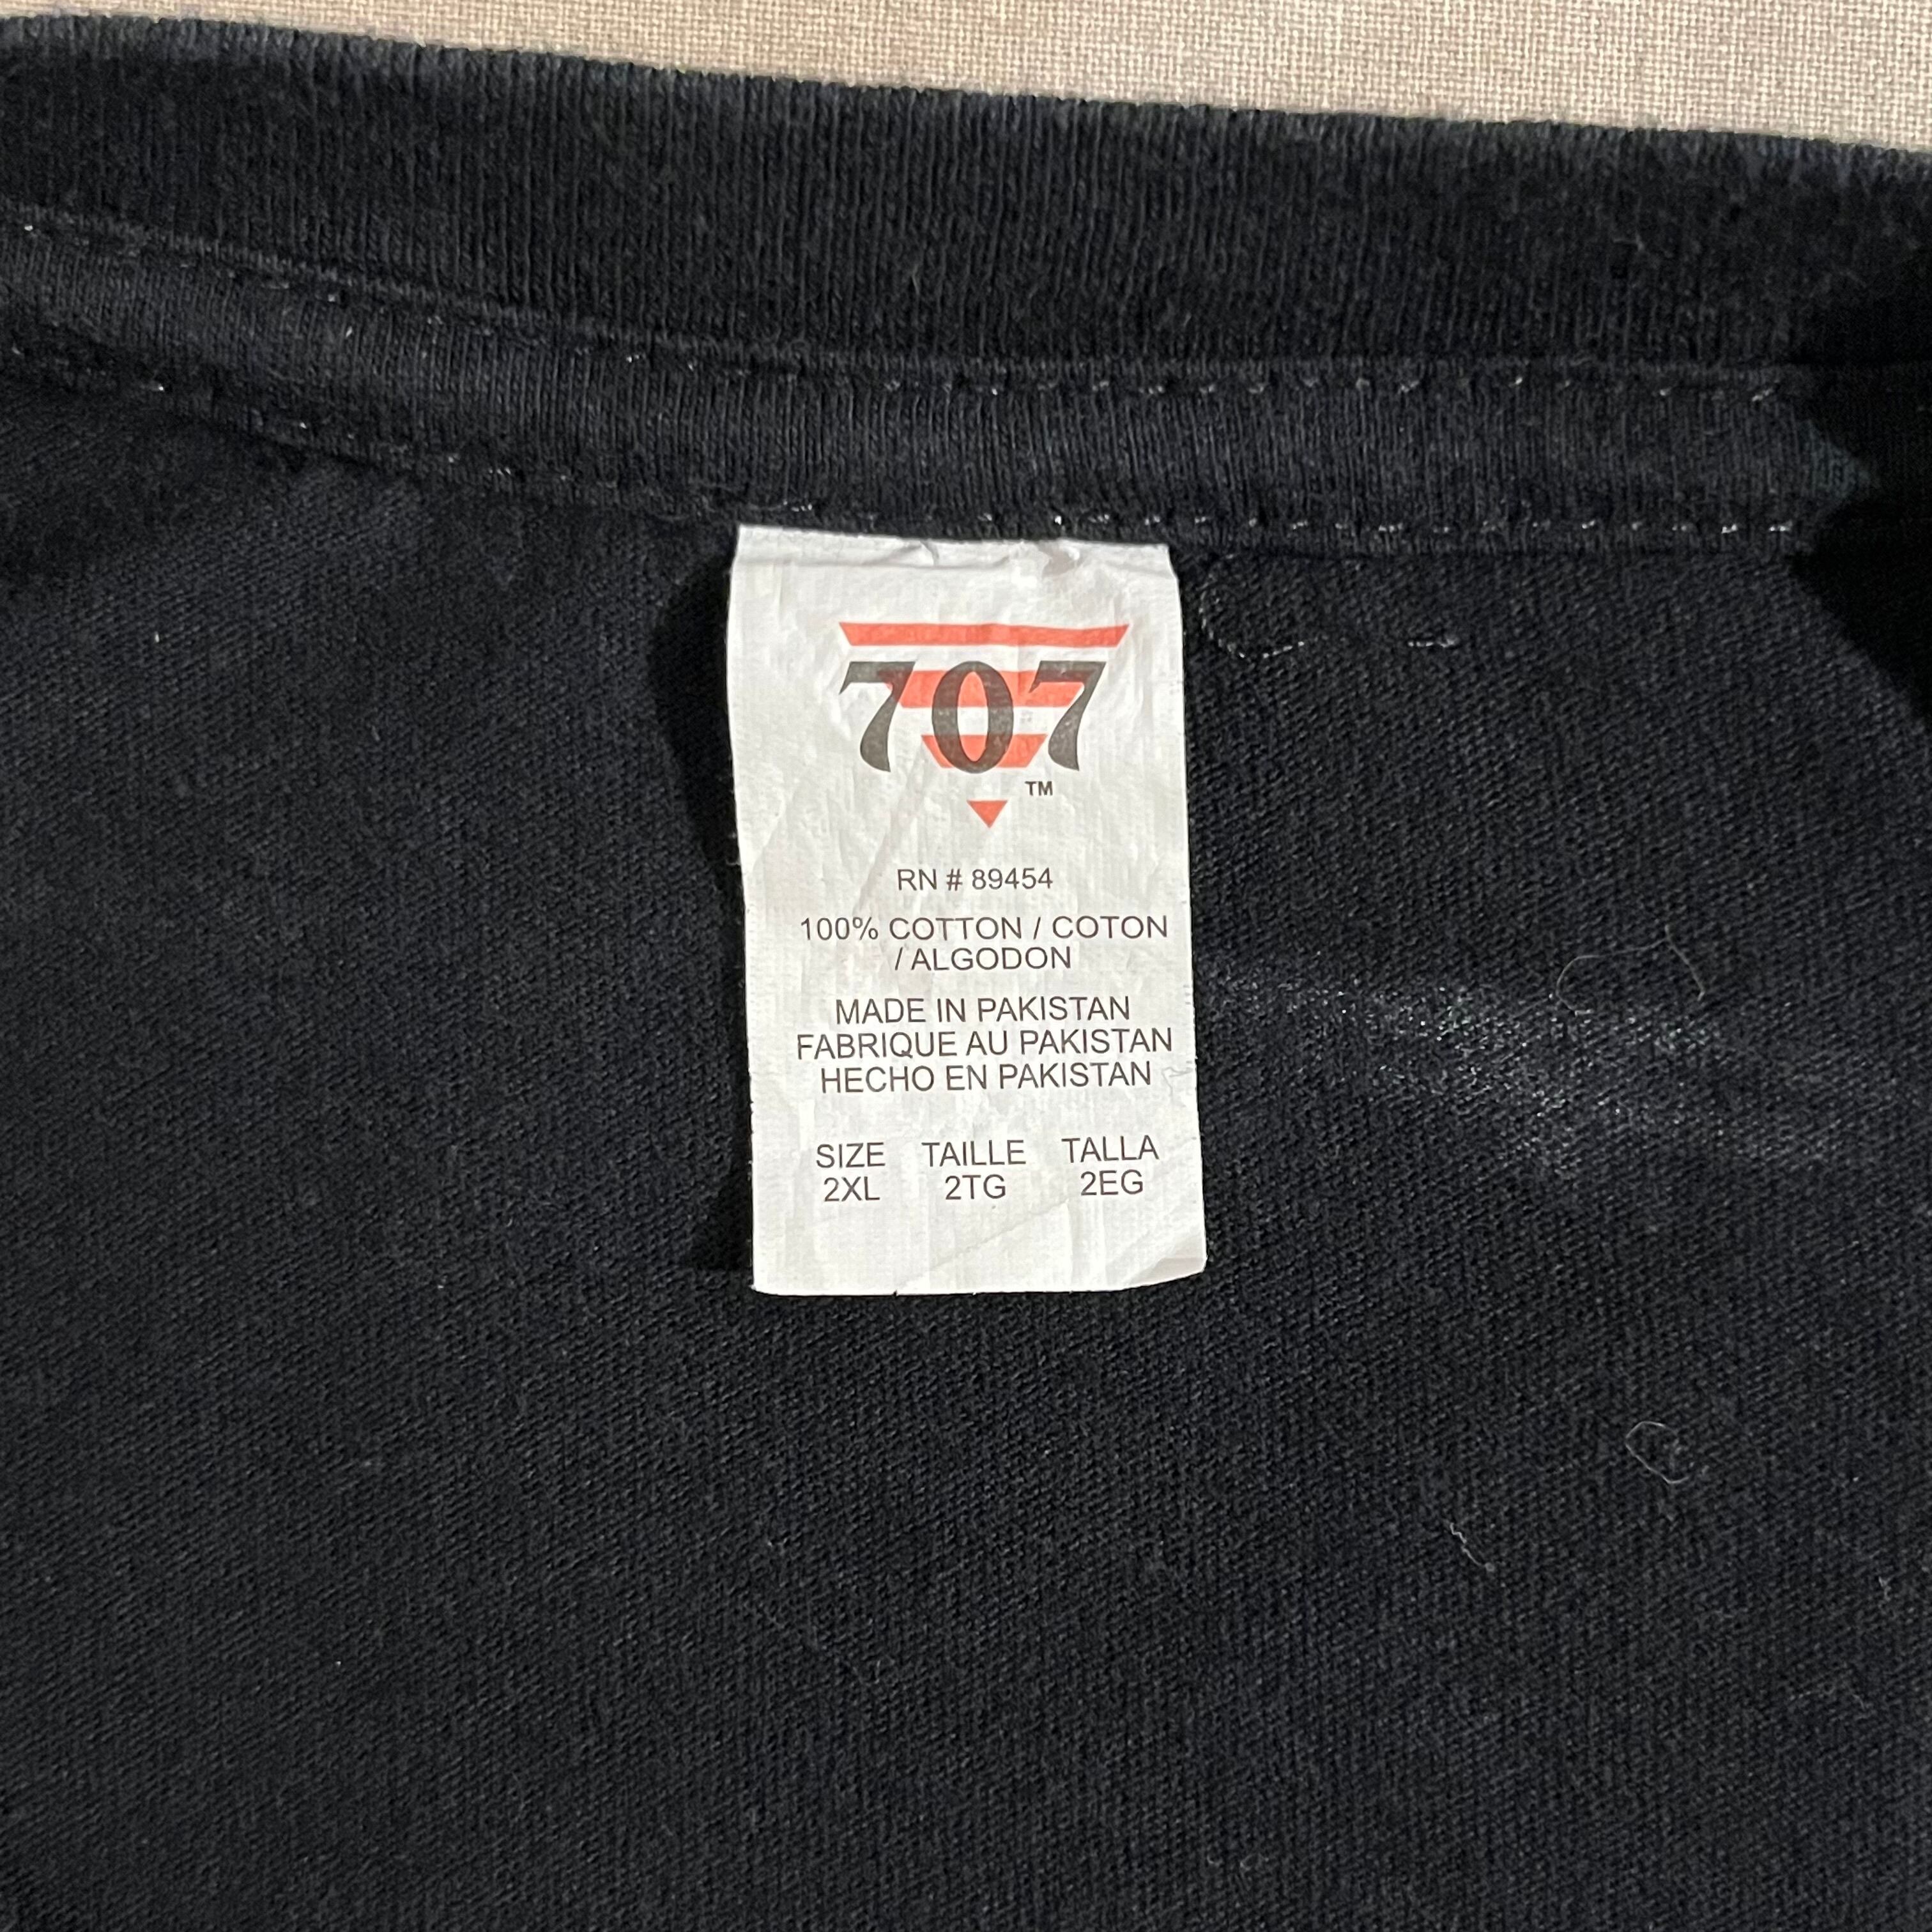 707
TM
RN # 89454
100% COTTON / COTON
/ ALGODON
MADE IN PAKISTAN
FABRIQUE AU PAKISTAN
HECHO EN PAKISTAN
SIZE TAILLE TALLA
2XL 2TG 2EG